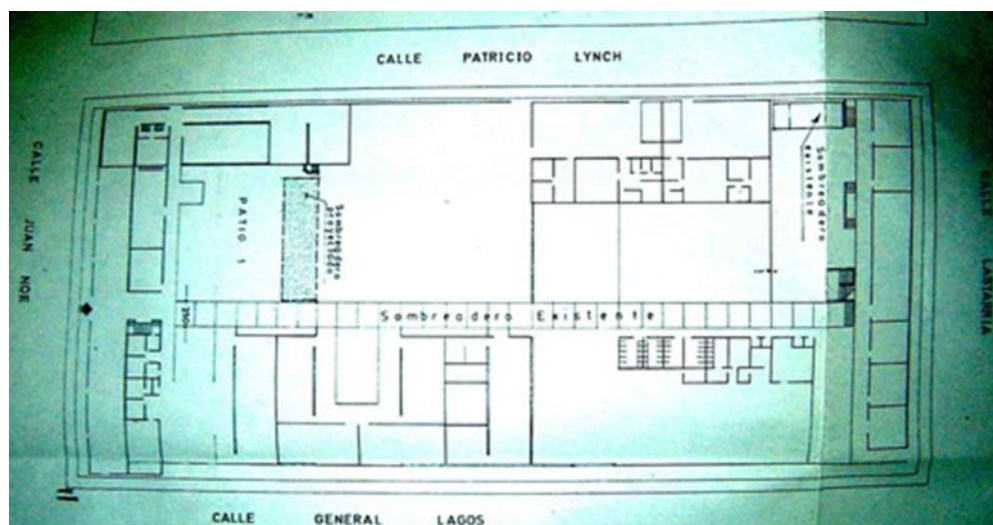 CALLE PATRICIO LYNCH
Sombreadero
existente
CALLE JUAN NOE
PATIO 1
Sombreadero
proyectado
CALLE LASTARRIA
250
Sombreadero Existente
CALLE GENERAL LAGOS